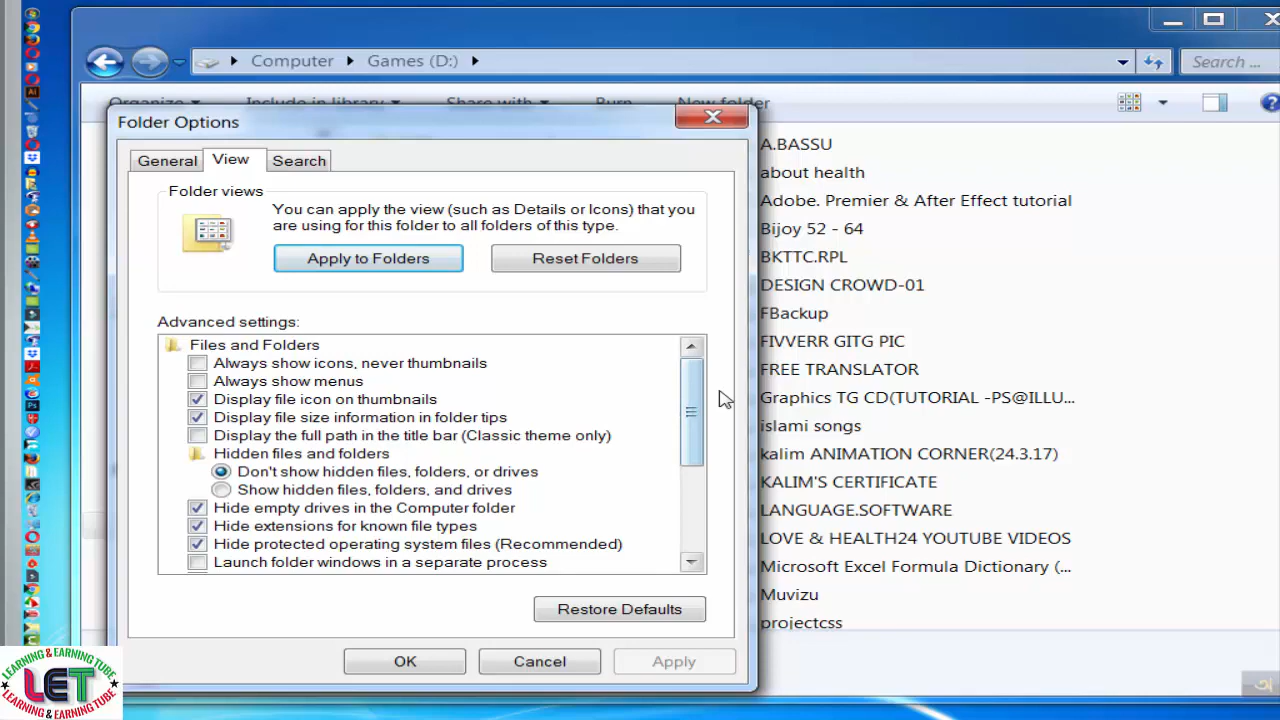 Computer
Games (D:)
Search ...
Organize
Include in library
Share with
Burn
New folder
Folder Options
General
View
Search
Folder views
You can apply the view (such as Details or Icons) that you
are using for this folder to all folders of this type.
Apply to Folders
Reset Folders
Advanced settings:
Files and Folders
Always show icons, never thumbnails
Always show menus
Display file icon on thumbnails
Display file size information in folder tips
Display the full path in the title bar (Classic theme only)
Hidden files and folders
Don't show hidden files, folders, or drives
Show hidden files, folders, and drives
Hide empty drives in the Computer folder
Hide extensions for known file types
Hide protected operating system files (Recommended)
Launch folder windows in a separate process
Restore Defaults
OK
Cancel
Apply
A.BASSU
about health
Adobe. Premier & After Effect tutorial
Bijoy 52 - 64
BKTTC.RPL
DESIGN CROWD-01
FBackup
FIVVERR GITG PIC
FREE TRANSLATOR
Graphics TG CD(TUTORIAL -PS@ILLU...
islami songs
kalim ANIMATION CORNER(24.3.17)
KALIM'S CERTIFICATE
LANGUAGE.SOFTWARE
LOVE & HEALTH24 YOUTUBE VIDEOS
Microsoft Excel Formula Dictionary (...
Muvizu
projectcss
LEARNING & EARNING TUBE
LET
LEARNING & EARNING TUBE